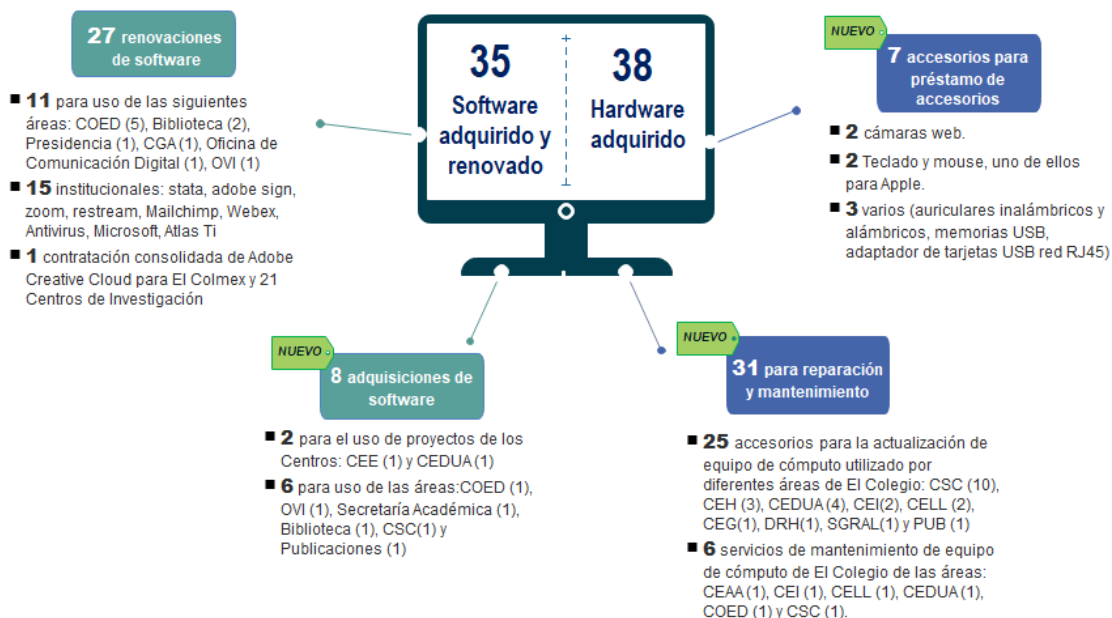 27 renovaciones
de software
■ 11 para uso de las siguientes
áreas: COED (5), Biblioteca (2),
Presidencia (1), CGA (1), Oficina de
Comunicación Digital (1), OVI (1)
■ 15 institucionales: stata, adobe sign,
zoom, restream, Mailchimp, Webex,
Antivirus, Microsoft, Atlas Ti
■ 1 contratación consolidada de Adobe
Creative Cloud para El Colmex y 21
Centros de Investigación
35
Software
adquirido y
renovado
38
Hardware
adquirido
NUEVO
7 accesorios para
préstamo de
accesorios
■ 2 cámaras web.
■ 2 Teclado y mouse, uno de ellos
para Apple.
■ 3 varios (auriculares inalámbricos y
alámbricos, memorias USB,
adaptador de tarjetas USB red RJ45)
NUEVO
8 adquisiciones de
software
■ 2 para el uso de proyectos de los
Centros: CEE (1) y CEDUA (1)
■ 6 para uso de las áreas:COED (1),
OVI (1), Secretaría Académica (1),
Biblioteca (1), CSC(1) y
Publicaciones (1)
NUEVO
31 para reparación
y mantenimiento
■ 25 accesorios para la actualización de
equipo de cómputo utilizado por
diferentes áreas de El Colegio: CSC (10),
CEH (3), CEDUA (4), CEI(2), CELL (2),
CEG(1), DRH(1), SGRAL(1) y PUB (1)
■ 6 servicios de mantenimiento de equipo
de cómputo de El Colegio de las áreas:
CEAA (1), CEI (1), CELL (1), CEDUA (1),
COED (1) y CSC (1).